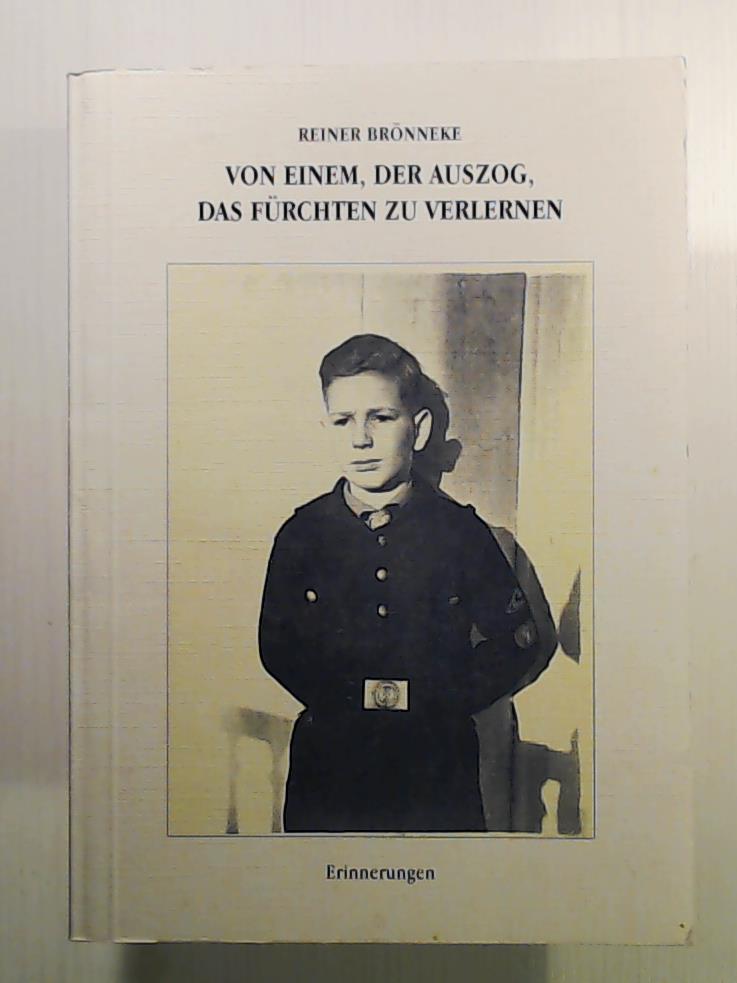 REINER BRÖNNEKE
VON EINEM, DER AUSZOG,
DAS FÜRCHTEN ZU VERLERNEN
Erinnerungen